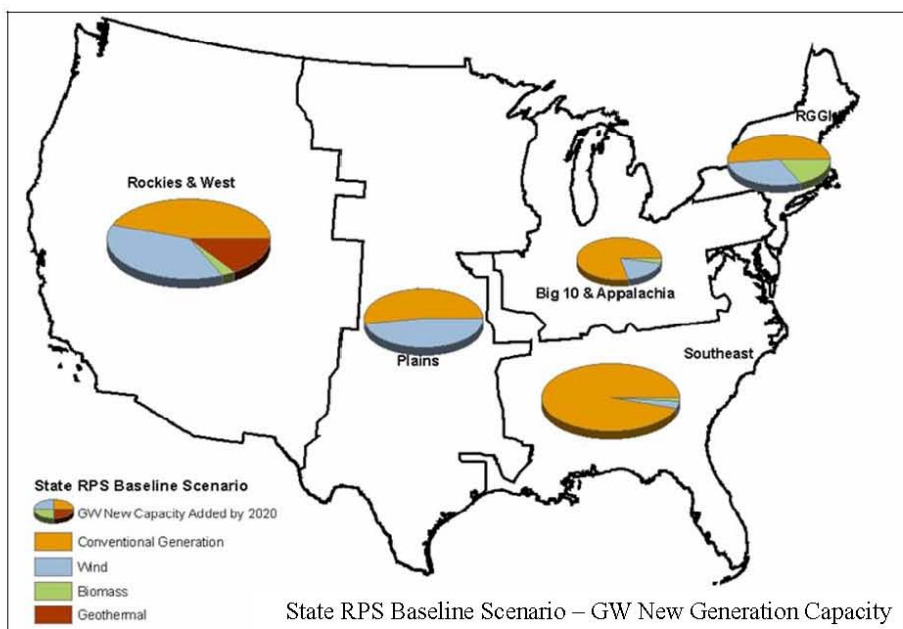 RGGI
Rockies & West
Big 10 & Appalachia
Southeast
Plains
State RPS Baseline Scenario
GW New Capacity Added by 2020
Conventional Generation
Wind
Biomass
Geothermal
State RPS Baseline Scenario – GW New Generation Capacity